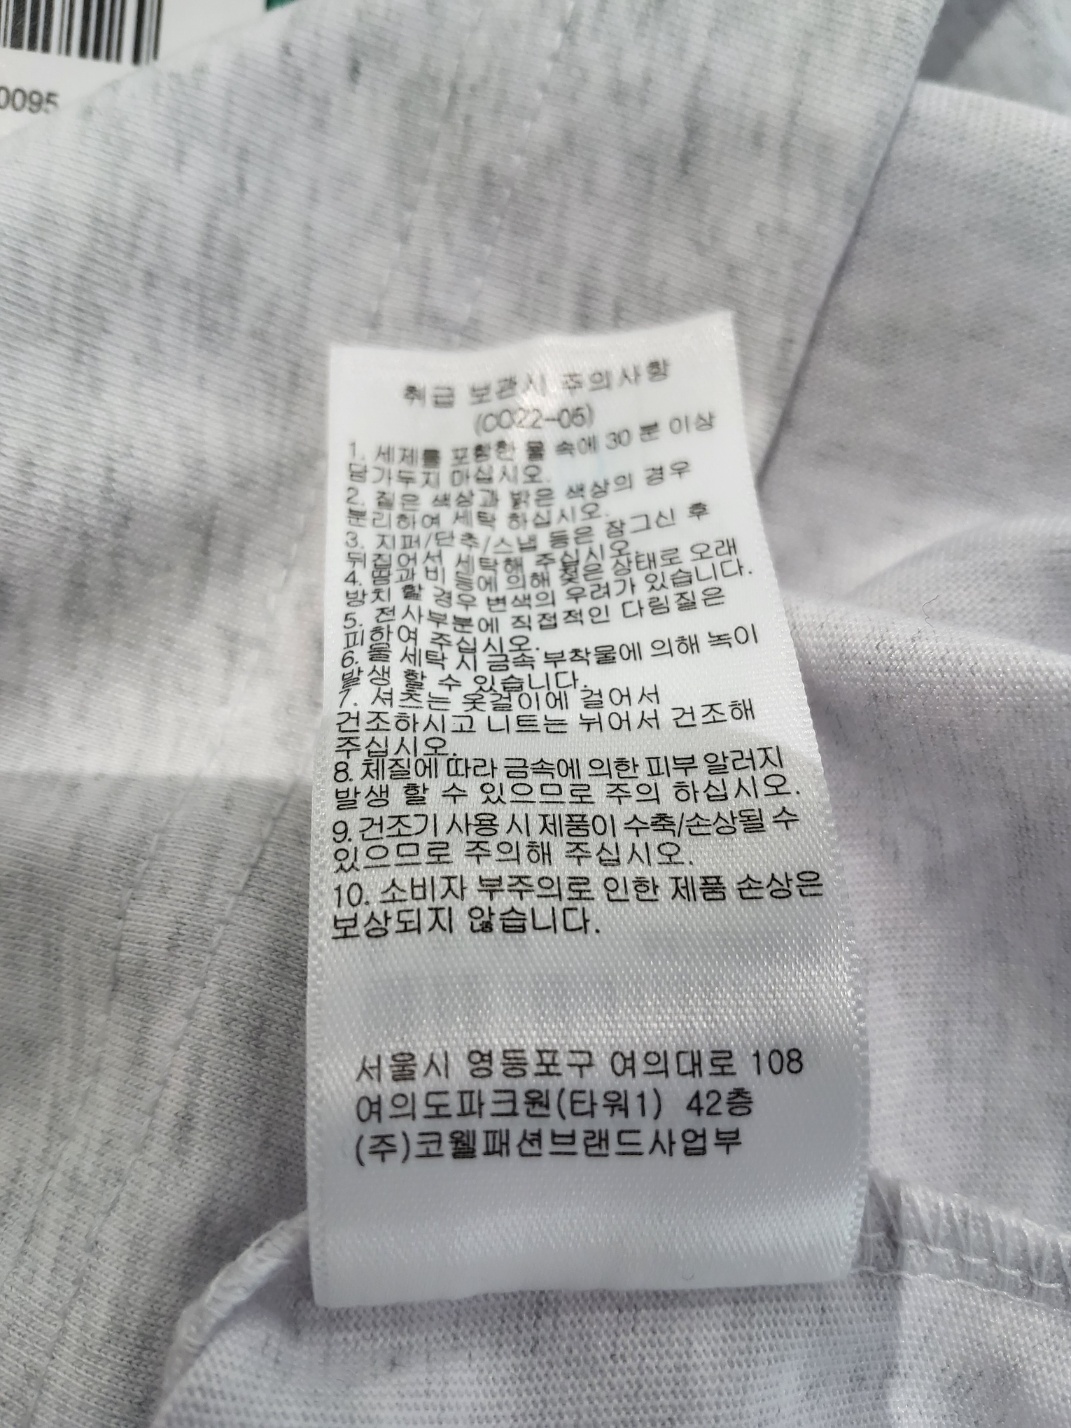 0095
취급 보관시 주의사항
(CO22-05)
1. 세제를 포함한 물 속에 30 분 이상
담가두지 마십시오.
2. 짙은 색상과 밝은 색상의 경우
분리하여 세탁 하십시오.
3. 지퍼/단추/스냅 등은 잠그신 후
뒤집어서 세탁해 주십시오.
4. 땀과 비 등에 의해 젖은 상태로 오래
방치 할 경우 변색의 우려가 있습니다.
5. 전사부분에 직접적인 다림질은
피하여 주십시오.
6. 물 세탁 시 금속 부착물에 의해 녹이
발생 할 수 있습니다.
7. 셔츠는 옷걸이에 걸어서
건조하시고 니트는 뉘어서 건조해
주십시오.
8. 체질에 따라 금속에 의한 피부 알러지
발생 할 수 있으므로 주의 하십시오.
9. 건조기 사용 시 제품이 수축/손상될 수
있으므로 주의해 주십시오.
10. 소비자 부주의로 인한 제품 손상은
보상되지 않습니다.
서울시 영등포구 여의대로 108
여의도파크원(타워1) 42층
(주)코웰패션브랜드사업부